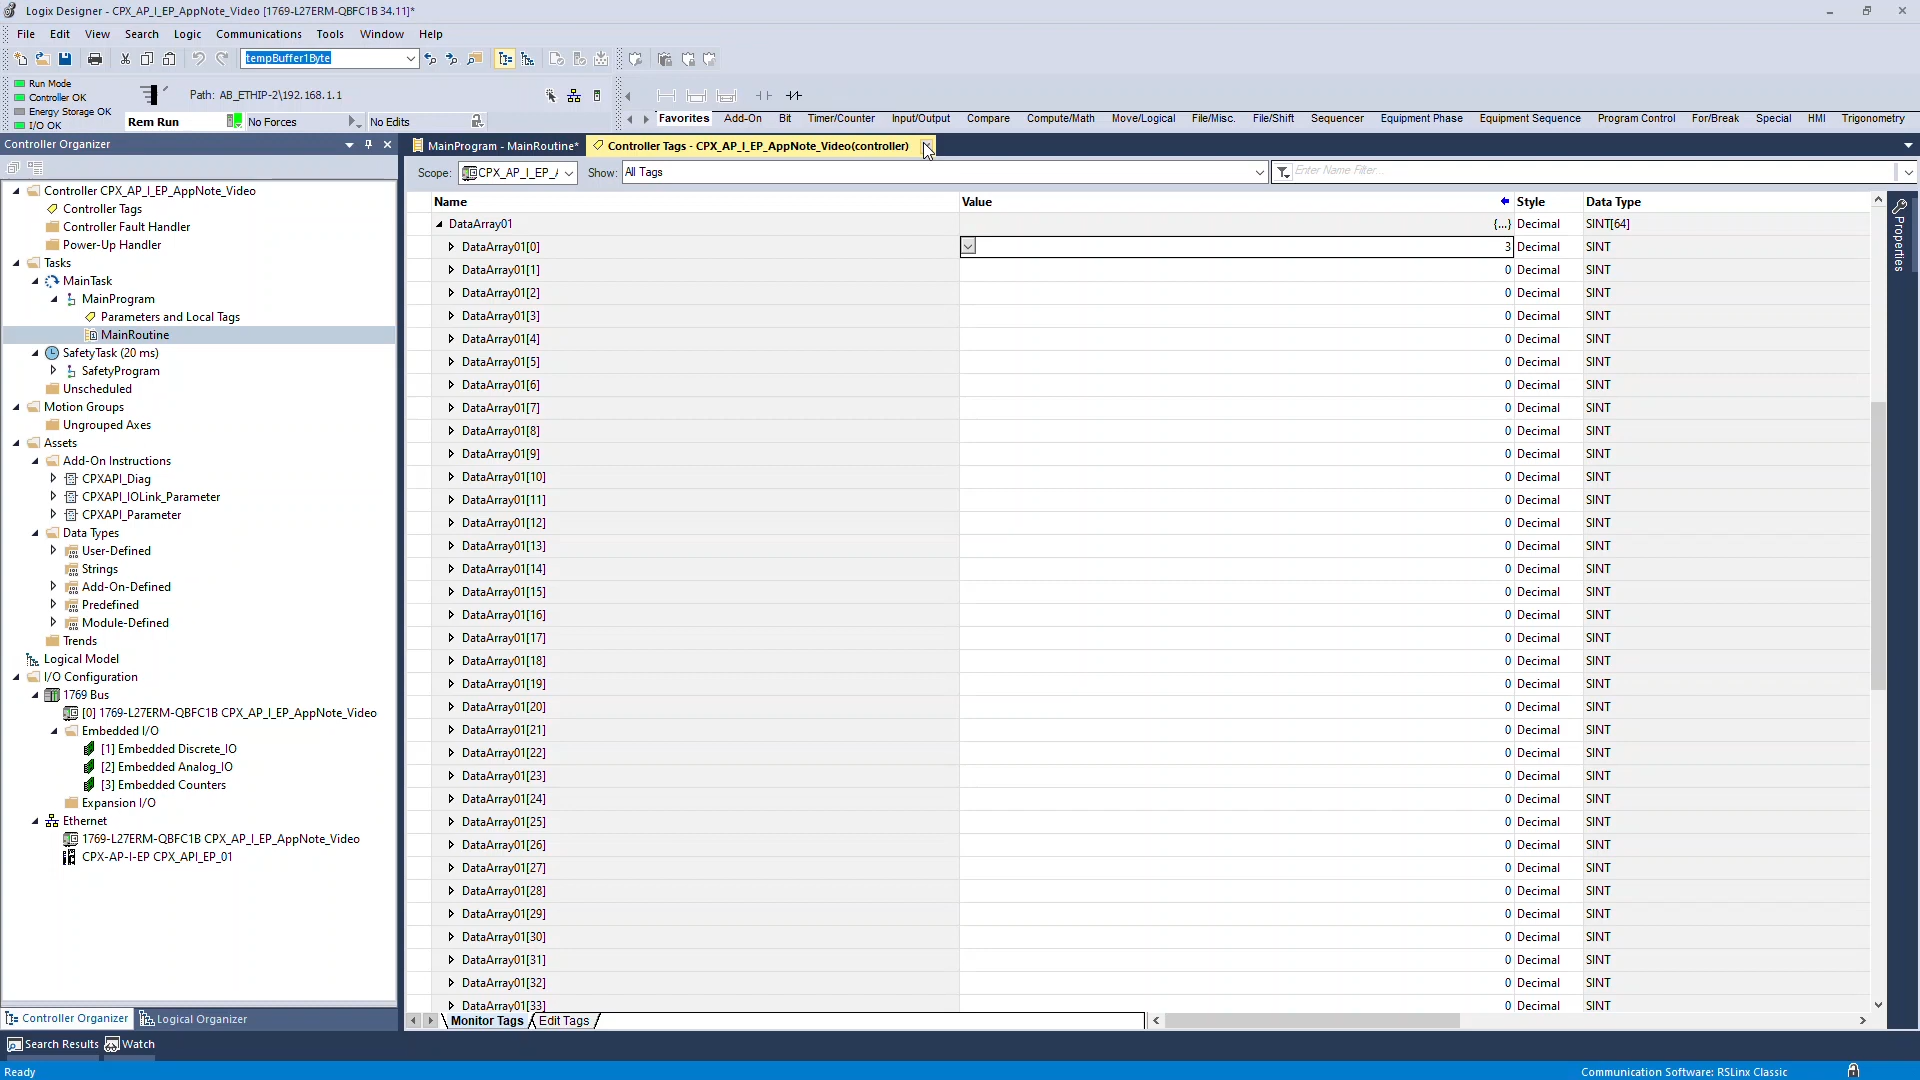 Logix Designer - CPX_AP_I_EP_AppNote_Video [1769-L27ERM-QBFC1B 34.11]*
File Edit View Search Logic Communications Tools Window Help
tempBuffer1Byte
Run Mode
Controller OK
Energy Storage OK
I/O OK
Path: AB_ETHIP-2\192.168.1.1
Rem Run No Forces No Edits
Favorites Add-On Bit Timer/Counter Input/Output Compare Compute/Math Move/Logical File/Misc. File/Shift Sequencer Equipment Phase Equipment Sequence Program Control For/Break Special HMI Trigonometry
Controller Organizer
Controller CPX_AP_I_EP_AppNote_Video
Controller Tags
Controller Fault Handler
Power-Up Handler
Tasks
MainTask
MainProgram
Parameters and Local Tags
MainRoutine
SafetyTask (20 ms)
SafetyProgram
Unscheduled
Motion Groups
Ungrouped Axes
Assets
Add-On Instructions
CPXAPI_Diag
CPXAPI_IOLink_Parameter
CPXAPI_Parameter
Data Types
User-Defined
Strings
Add-On-Defined
Predefined
Module-Defined
Trends
Logical Model
I/O Configuration
1769 Bus
[0] 1769-L27ERM-QBFC1B CPX_AP_I_EP_AppNote_Video
Embedded I/O
[1] Embedded Discrete_IO
[2] Embedded Analog_IO
[3] Embedded Counters
Expansion I/O
Ethernet
1769-L27ERM-QBFC1B CPX_AP_I_EP_AppNote_Video
CPX-AP-I-EP CPX_API_EP_01
Controller Organizer Logical Organizer
MainProgram - MainRoutine* Controller Tags - CPX_AP_I_EP_AppNote_Video(controller)
Scope: CPX_AP_I_EP_A Show: All Tags Enter Name Filter...
Name Value Style Data Type
DataArray01 {...} Decimal SINT[64]
DataArray01[0] 3 Decimal SINT
DataArray01[1] 0 Decimal SINT
DataArray01[2] 0 Decimal SINT
DataArray01[3] 0 Decimal SINT
DataArray01[4] 0 Decimal SINT
DataArray01[5] 0 Decimal SINT
DataArray01[6] 0 Decimal SINT
DataArray01[7] 0 Decimal SINT
DataArray01[8] 0 Decimal SINT
DataArray01[9] 0 Decimal SINT
DataArray01[10] 0 Decimal SINT
DataArray01[11] 0 Decimal SINT
DataArray01[12] 0 Decimal SINT
DataArray01[13] 0 Decimal SINT
DataArray01[14] 0 Decimal SINT
DataArray01[15] 0 Decimal SINT
DataArray01[16] 0 Decimal SINT
DataArray01[17] 0 Decimal SINT
DataArray01[18] 0 Decimal SINT
DataArray01[19] 0 Decimal SINT
DataArray01[20] 0 Decimal SINT
DataArray01[21] 0 Decimal SINT
DataArray01[22] 0 Decimal SINT
DataArray01[23] 0 Decimal SINT
DataArray01[24] 0 Decimal SINT
DataArray01[25] 0 Decimal SINT
DataArray01[26] 0 Decimal SINT
DataArray01[27] 0 Decimal SINT
DataArray01[28] 0 Decimal SINT
DataArray01[29] 0 Decimal SINT
DataArray01[30] 0 Decimal SINT
DataArray01[31] 0 Decimal SINT
DataArray01[32] 0 Decimal SINT
DataArray01[33] 0 Decimal SINT
Monitor Tags Edit Tags
Properties
Search Results Watch
Ready Communication Software: RSLinx Classic